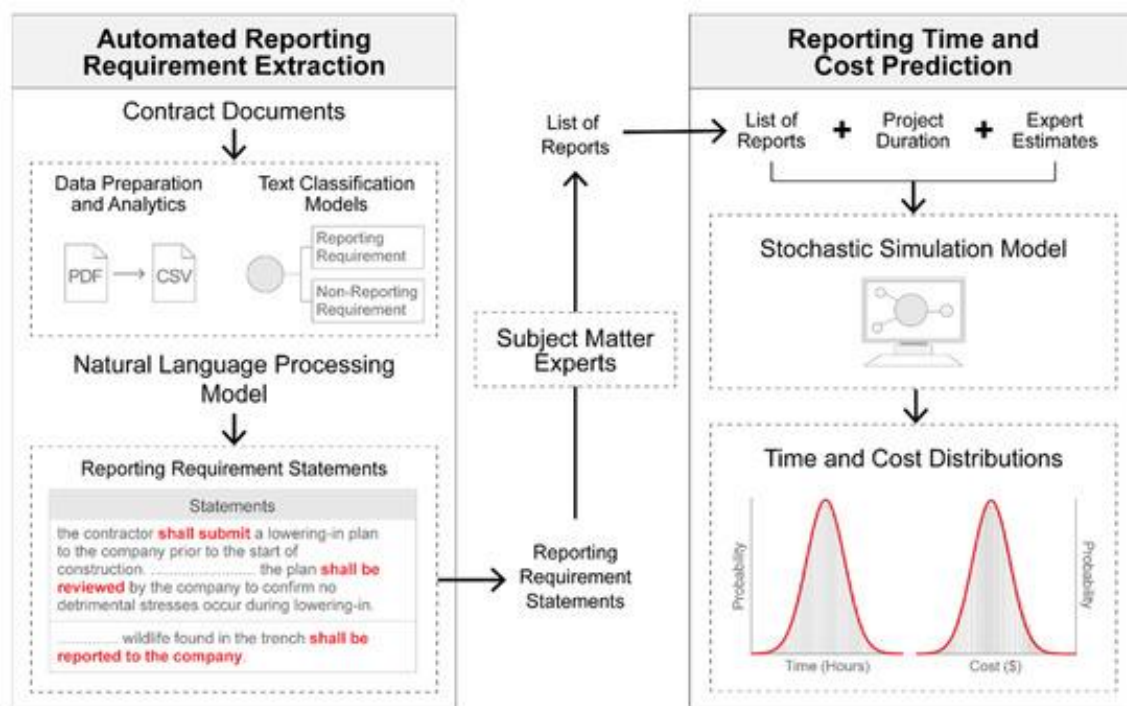 Automated Reporting
Requirement Extraction
Contract Documents
Data Preparation
and Analytics
PDF
CSV
Text Classification
Models
Reporting
Requirement
Non-Reporting
Requirement
Natural Language Processing
Model
Reporting Requirement Statements
Statements
the contractor shall submit a lowering-in plan
to the company prior to the start of
construction. ........................ the plan shall be
reviewed by the company to confirm no
detrimental stresses occur during lowering-in.
............. wildlife found in the trench shall be
reported to the company.
Reporting
Requirement
Statements
Subject Matter
Experts
List of
Reports
Reporting Time and
Cost Prediction
List of
Reports
+
Project
Duration
+
Expert
Estimates
Stochastic Simulation Model
Time and Cost Distributions
Probability
Time (Hours)
Cost ($)
Probability